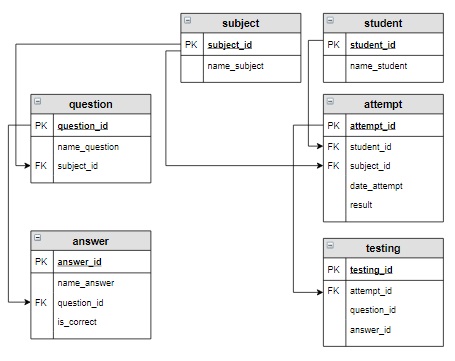 subject
PK subject_id
name_subject
student
PK student_id
name_student
question
PK question_id
name_question
FK subject_id
attempt
PK attempt_id
FK student_id
FK subject_id
date_attempt
result
answer
PK answer_id
name_answer
FK question_id
is_correct
testing
PK testing_id
FK attempt_id
question_id
answer_id